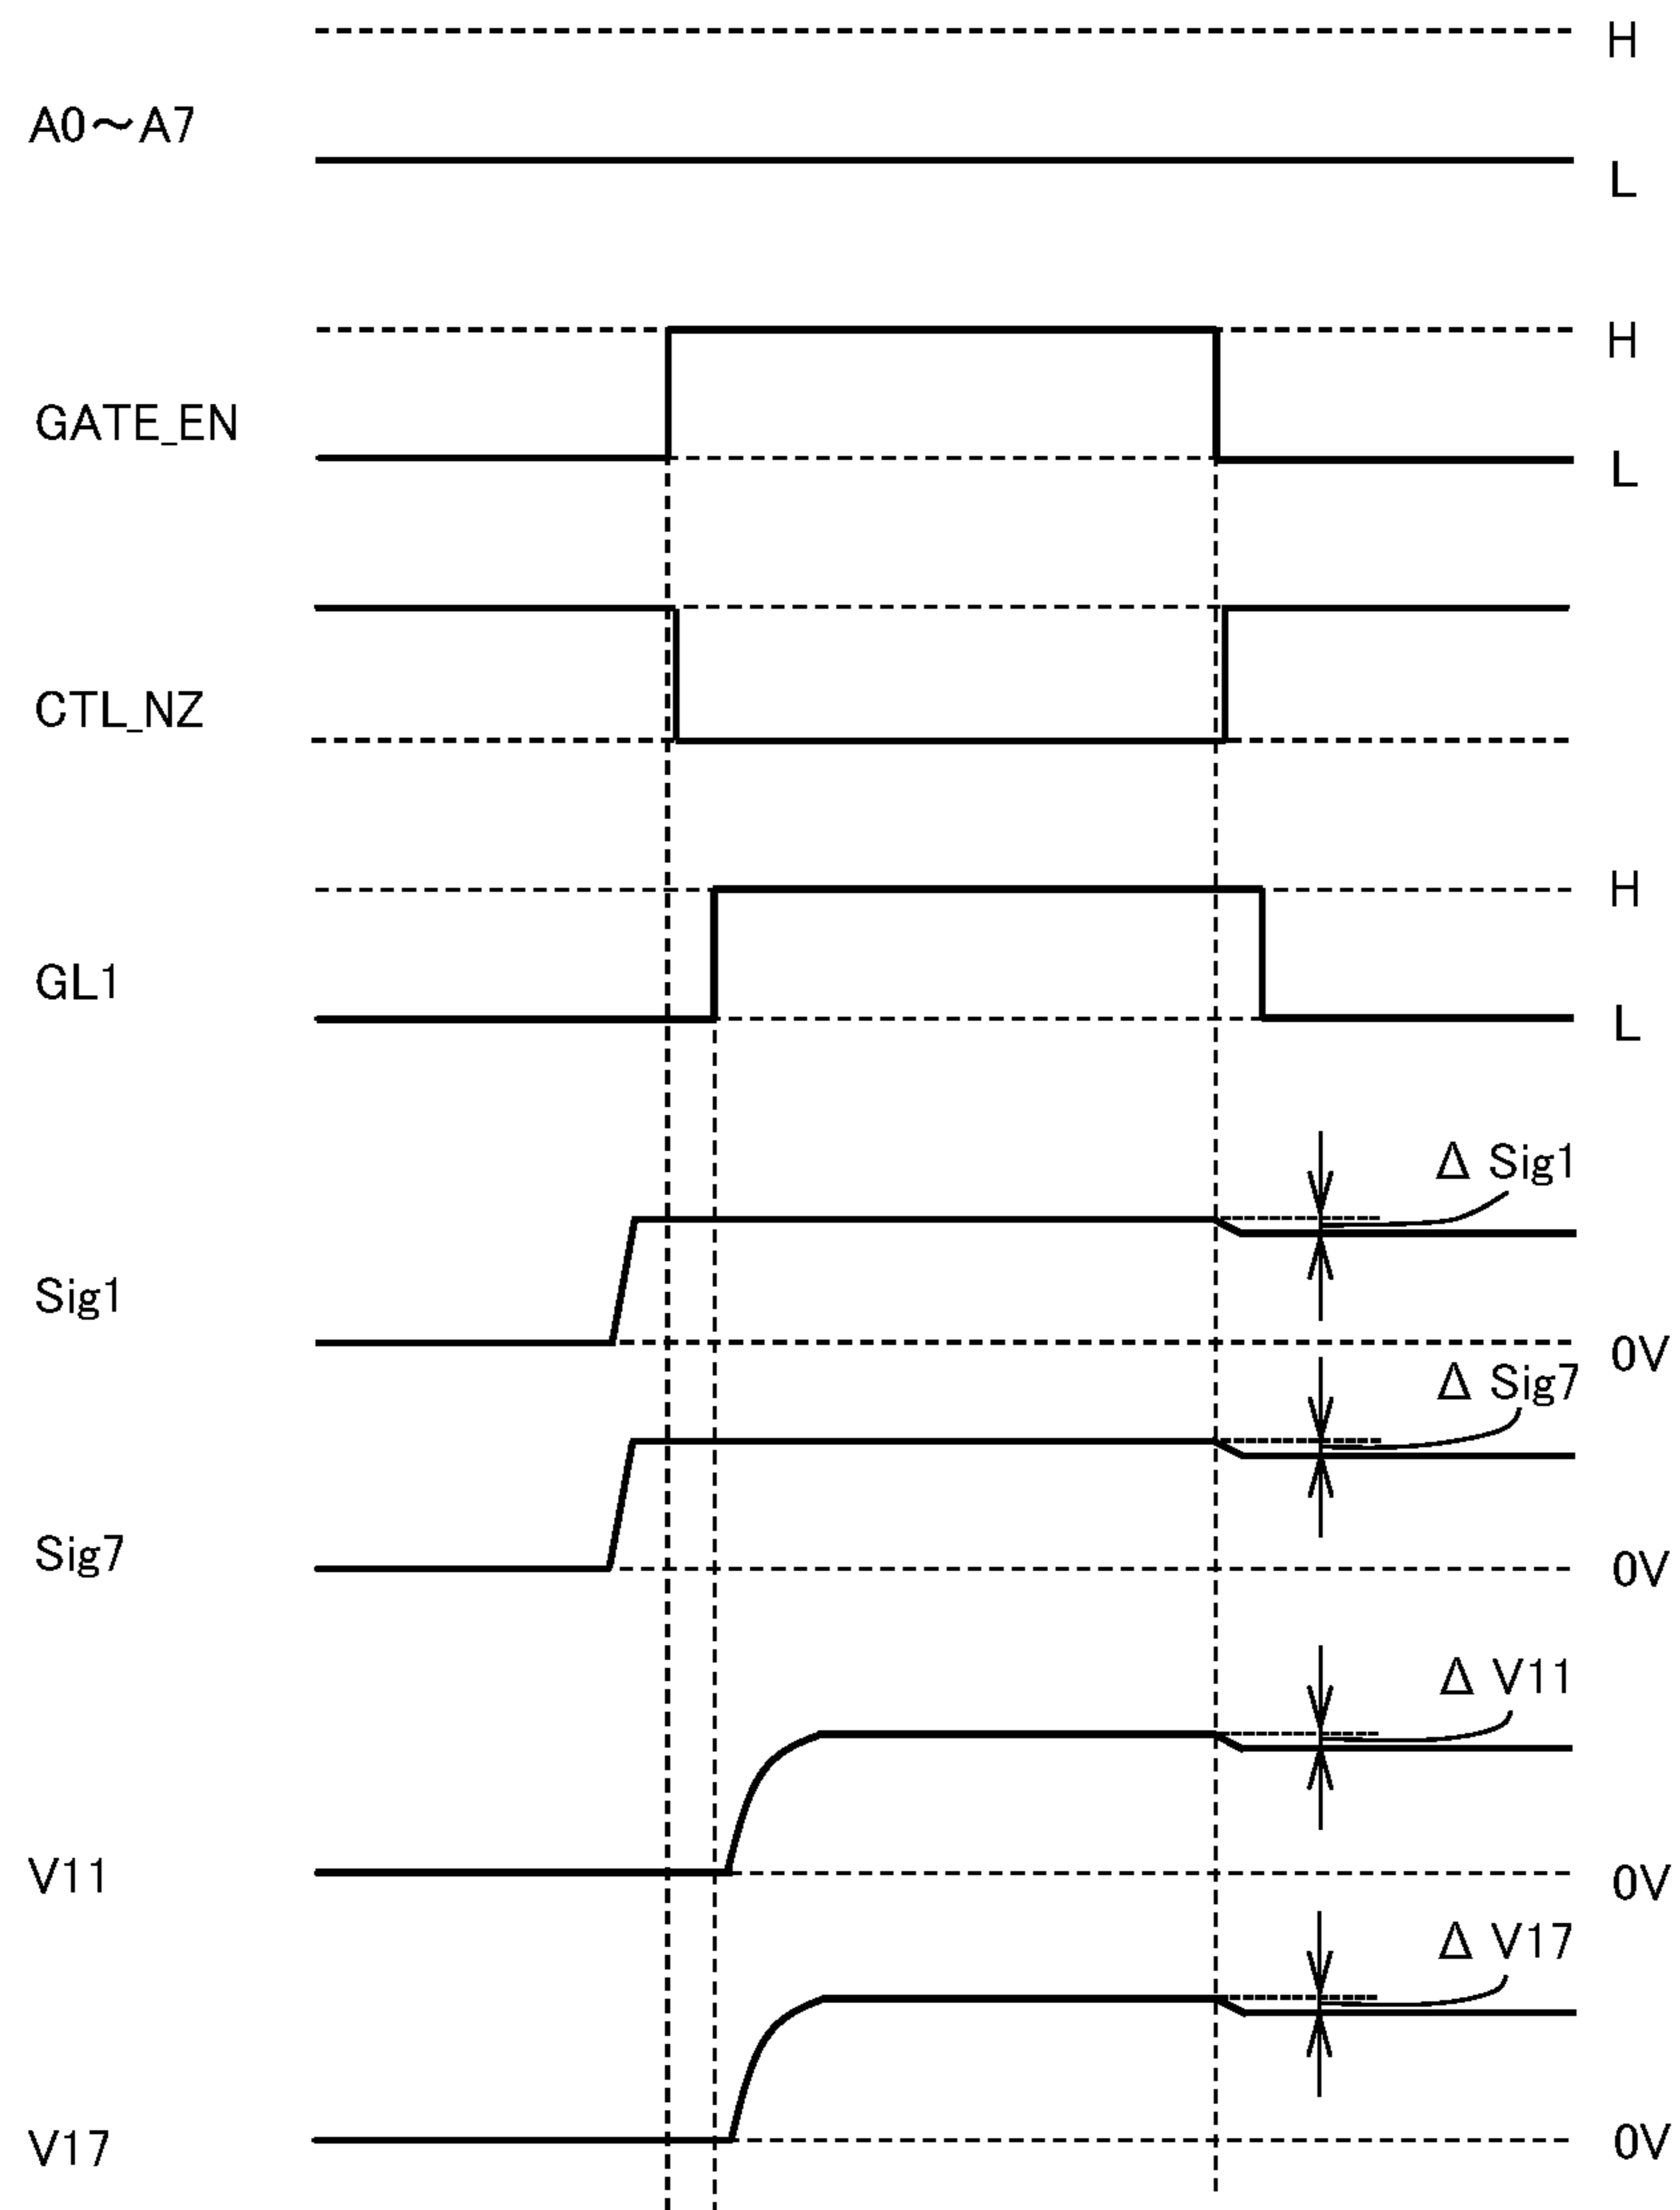 H
A0～A7
L
H
GATE_EN
L
CTL_NZ
H
GL1
L
Δ Sig1
Sig1
0V
Δ Sig7
Sig7
0V
Δ V11
V11
0V
Δ V17
V17
0V